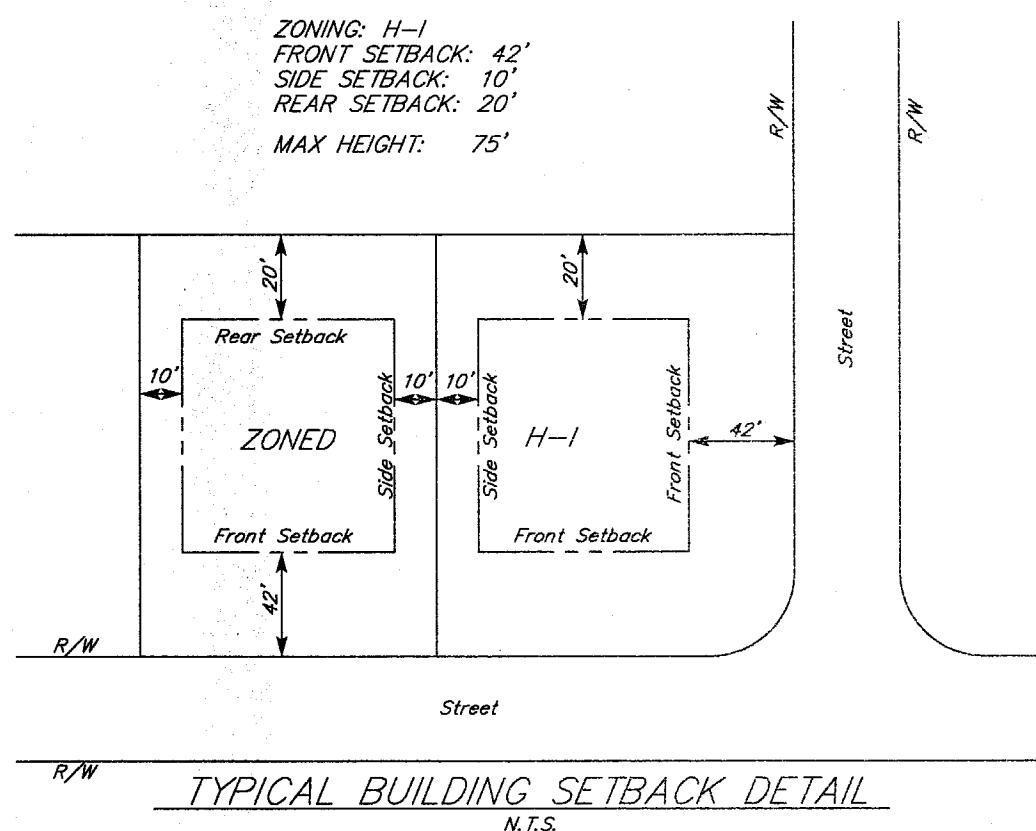 ZONING: H-I
FRONT SETBACK: 42'
SIDE SETBACK: 10'
REAR SETBACK: 20'
MAX HEIGHT: 75'
R/W
R/W
20'
20'
Rear Setback
10'
10'
10'
Side Setback
Side Setback
Front Setback
Street
ZONED
H-I
42'
Front Setback
Front Setback
42'
R/W
Street
R/W
TYPICAL BUILDING SETBACK DETAIL
N.T.S.